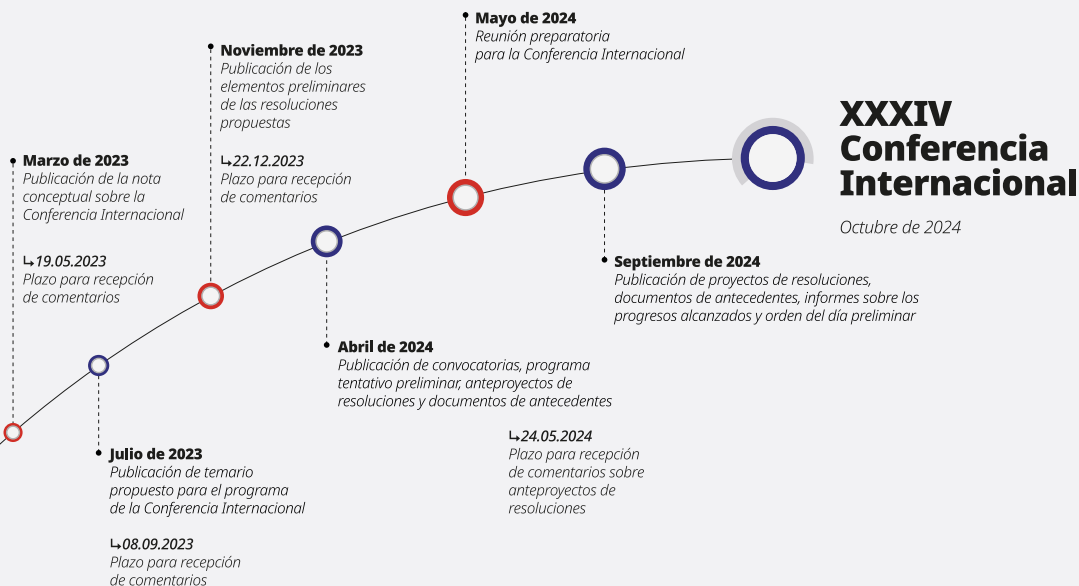 Marzo de 2023
Publicación de la nota
conceptual sobre la
Conferencia Internacional
↳19.05.2023
Plazo para recepción
de comentarios
Julio de 2023
Publicación de temario
propuesto para el programa
de la Conferencia Internacional
↳08.09.2023
Plazo para recepción
de comentarios
Noviembre de 2023
Publicación de los
elementos preliminares
de las resoluciones
propuestas
↳22.12.2023
Plazo para recepción
de comentarios
Abril de 2024
Publicación de convocatorias, programa
tentativo preliminar, anteproyectos de
resoluciones y documentos de antecedentes
↳24.05.2024
Plazo para recepción
de comentarios sobre
anteproyectos de
resoluciones
Mayo de 2024
Reunión preparatoria
para la Conferencia Internacional
Septiembre de 2024
Publicación de proyectos de resoluciones,
documentos de antecedentes, informes sobre los
progresos alcanzados y orden del día preliminar
XXXIV
Conferencia
Internacional
Octubre de 2024